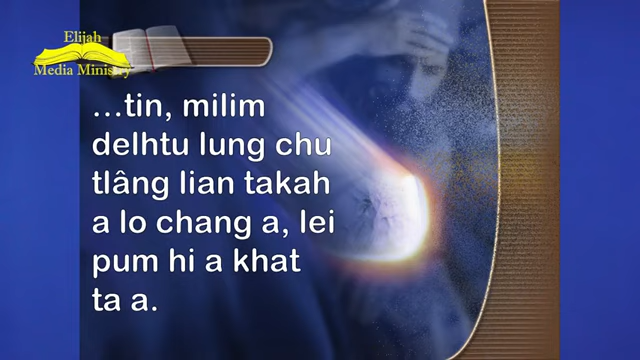 Elijah
Media Ministry
...tin, milim
delhtu lung chu
tlâng lian takah
a lo chang a, lei
pum hi a khat
ta a.